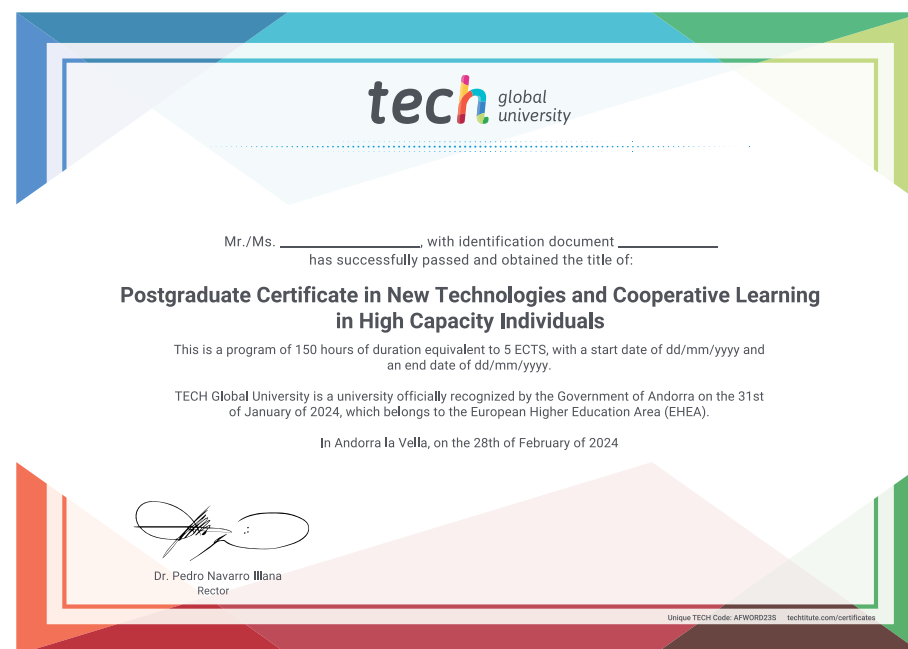 tech global
university
Mr./Ms. ____________________, with identification document ______________
has successfully passed and obtained the title of:
Postgraduate Certificate in New Technologies and Cooperative Learning
in High Capacity Individuals
This is a program of 150 hours of duration equivalent to 5 ECTS, with a start date of dd/mm/yyyy and
an end date of dd/mm/yyyy.
TECH Global University is a university officially recognized by the Government of Andorra on the 31st
of January of 2024, which belongs to the European Higher Education Area (EHEA).
In Andorra la Vella, on the 28th of February of 2024
Dr. Pedro Navarro Illana
Rector
Unique TECH Code: AFWORD23S techtitute.com/certificates